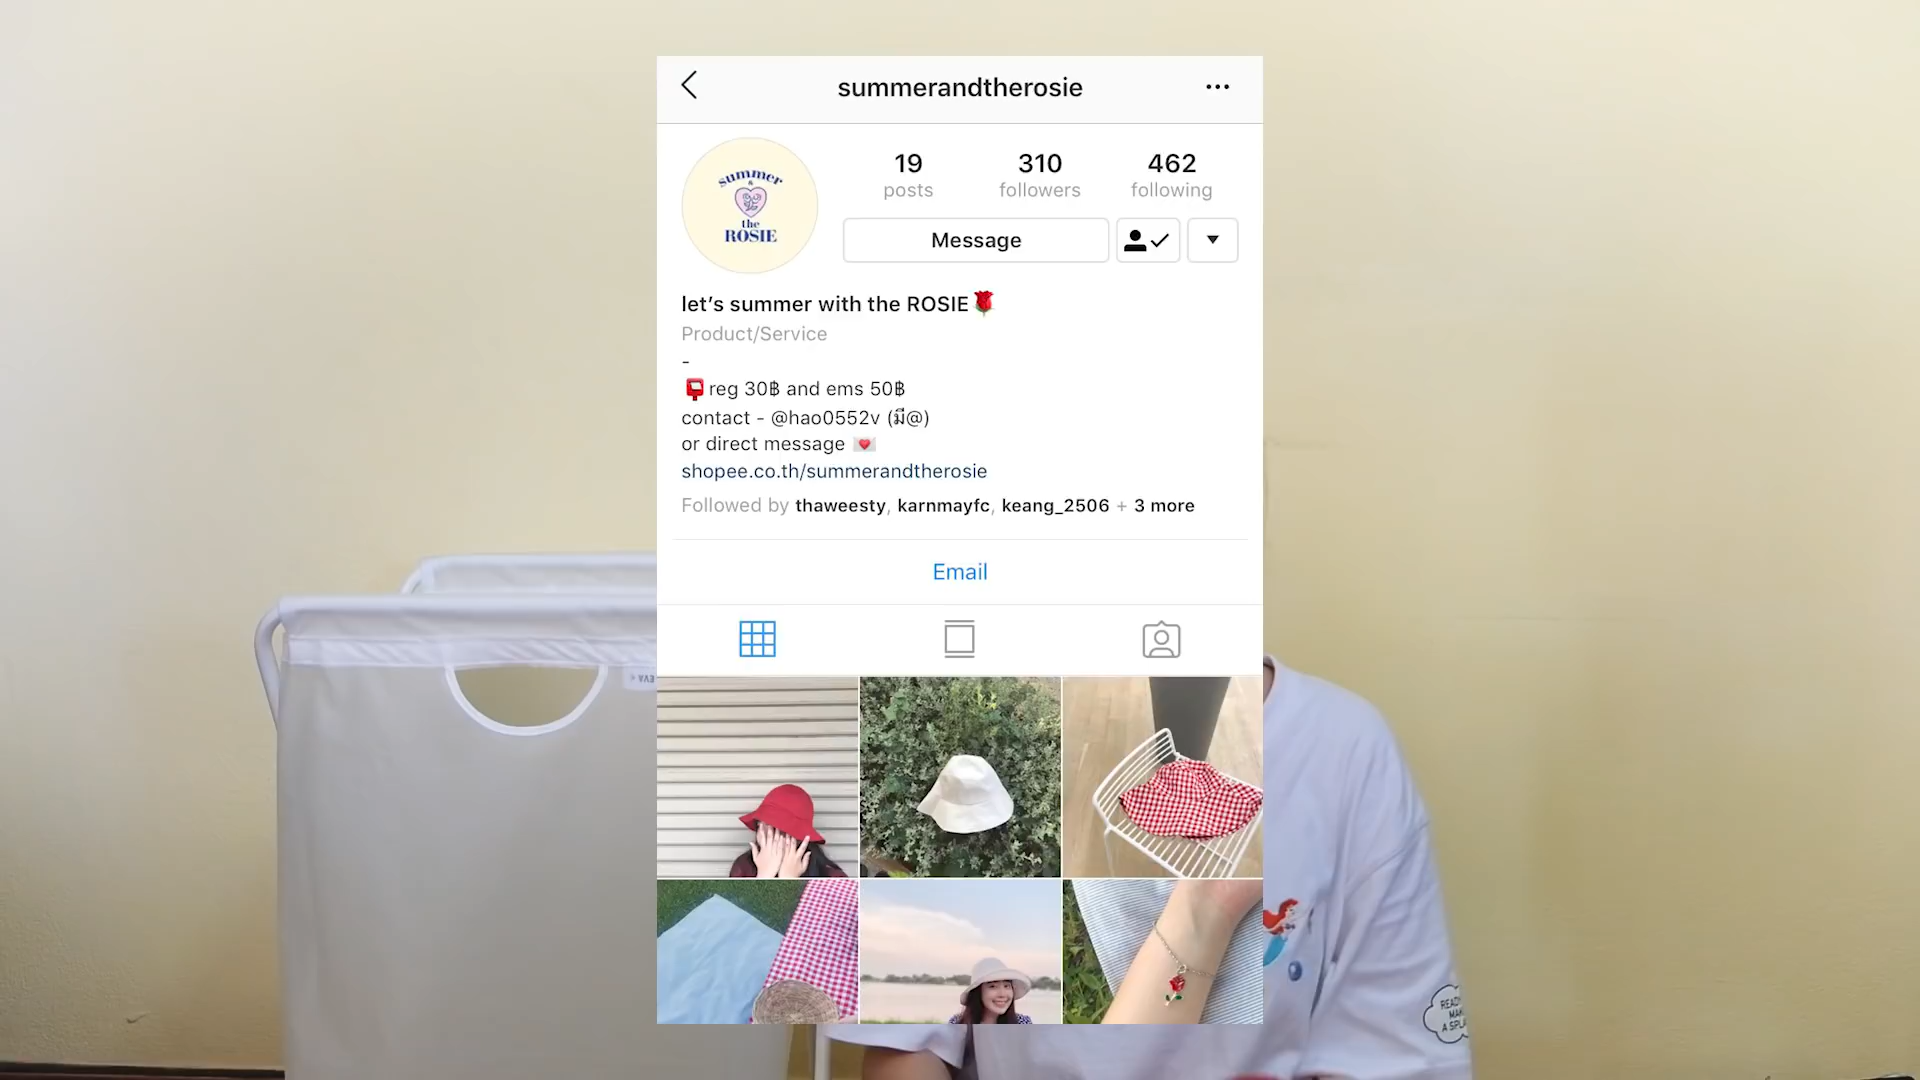 summerandtherosie
summer
&
the
ROSIE
19 310 462
posts followers following
Message
let’s summer with the ROSIE🌹
Product/Service
-
📮reg 30฿ and ems 50฿
contact - @hao0552v (มี@)
or direct message 💌
shopee.co.th/summerandtherosie
Followed by thaweesty, karnmayfc, keang_2506 + 3 more
Email
A SPL